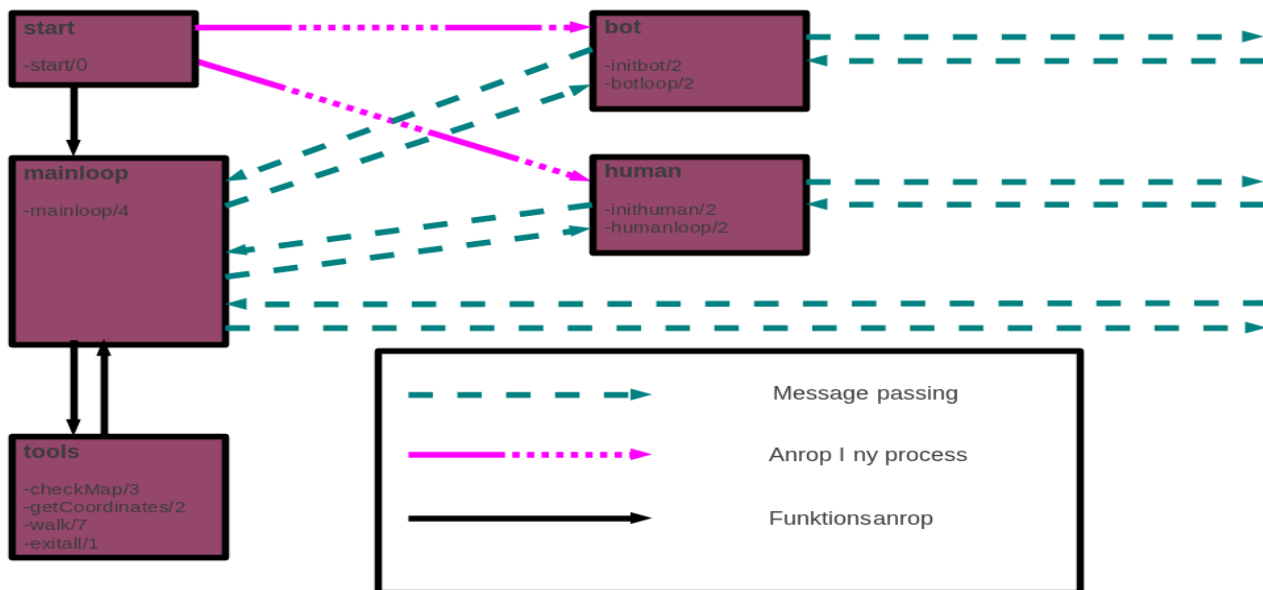 start
-start/0
bot
-initbot/2
-botloop/2
mainloop
-mainloop/4
human
-inithuman/2
-humanloop/2
tools
-checkMap/3
-getCoordinates/2
-walk/7
-exitall/1
Message passing
Anrop I ny process
Funktionsanrop